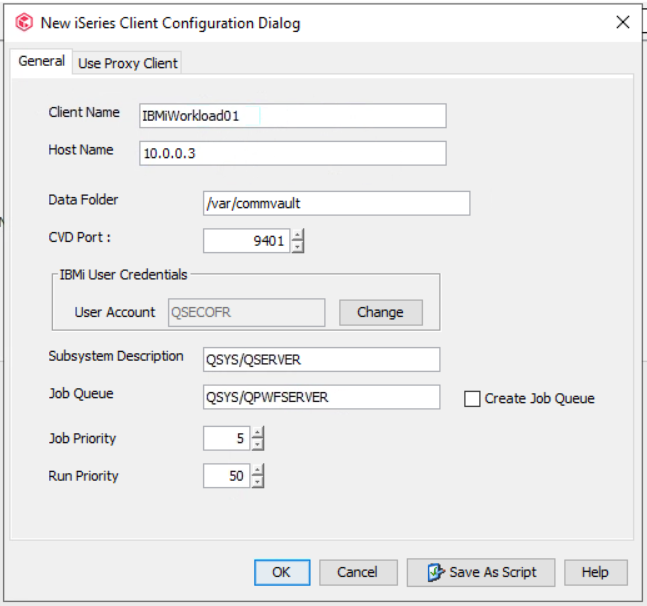 New iSeries Client Configuration Dialog
General Use Proxy Client
Client Name IBMiWorkload01
Host Name 10.0.0.3
Data Folder /var/commvault
CVD Port : 9401
IBMi User Credentials
User Account QSECOFR Change
Subsystem Description QSYS/QSERVER
Job Queue QSYS/QPWFSERVER Create Job Queue
Job Priority 5
Run Priority 50
OK Cancel Save As Script Help